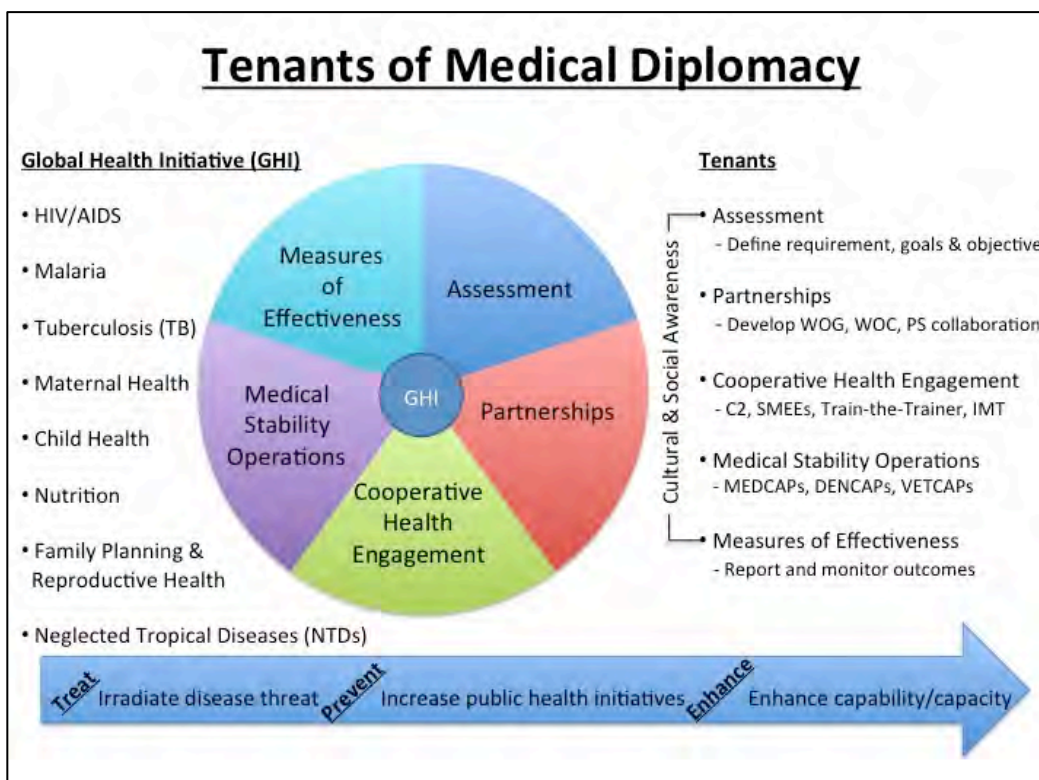 Tenants of Medical Diplomacy
Global Health Initiative (GHI)
• HIV/AIDS
• Malaria
• Tuberculosis (TB)
• Maternal Health
• Child Health
• Nutrition
• Family Planning &
Reproductive Health
• Neglected Tropical Diseases (NTDs)
Measures
of
Effectiveness
Assessment
Medical
Stability
Operations
GHI
Partnerships
Cooperative
Health
Engagement
Cultural & Social Awareness
Tenants
• Assessment
- Define requirement, goals & objective
• Partnerships
- Develop WOG, WOC, PS collaboration
• Cooperative Health Engagement
- C2, SMEEs, Train-the-Trainer, IMT
• Medical Stability Operations
- MEDCAPs, DENCAPs, VETCAPs
• Measures of Effectiveness
- Report and monitor outcomes
Treat
Irradiate disease threat
Prevent
Increase public health initiatives
Enhance
Enhance capability/capacity